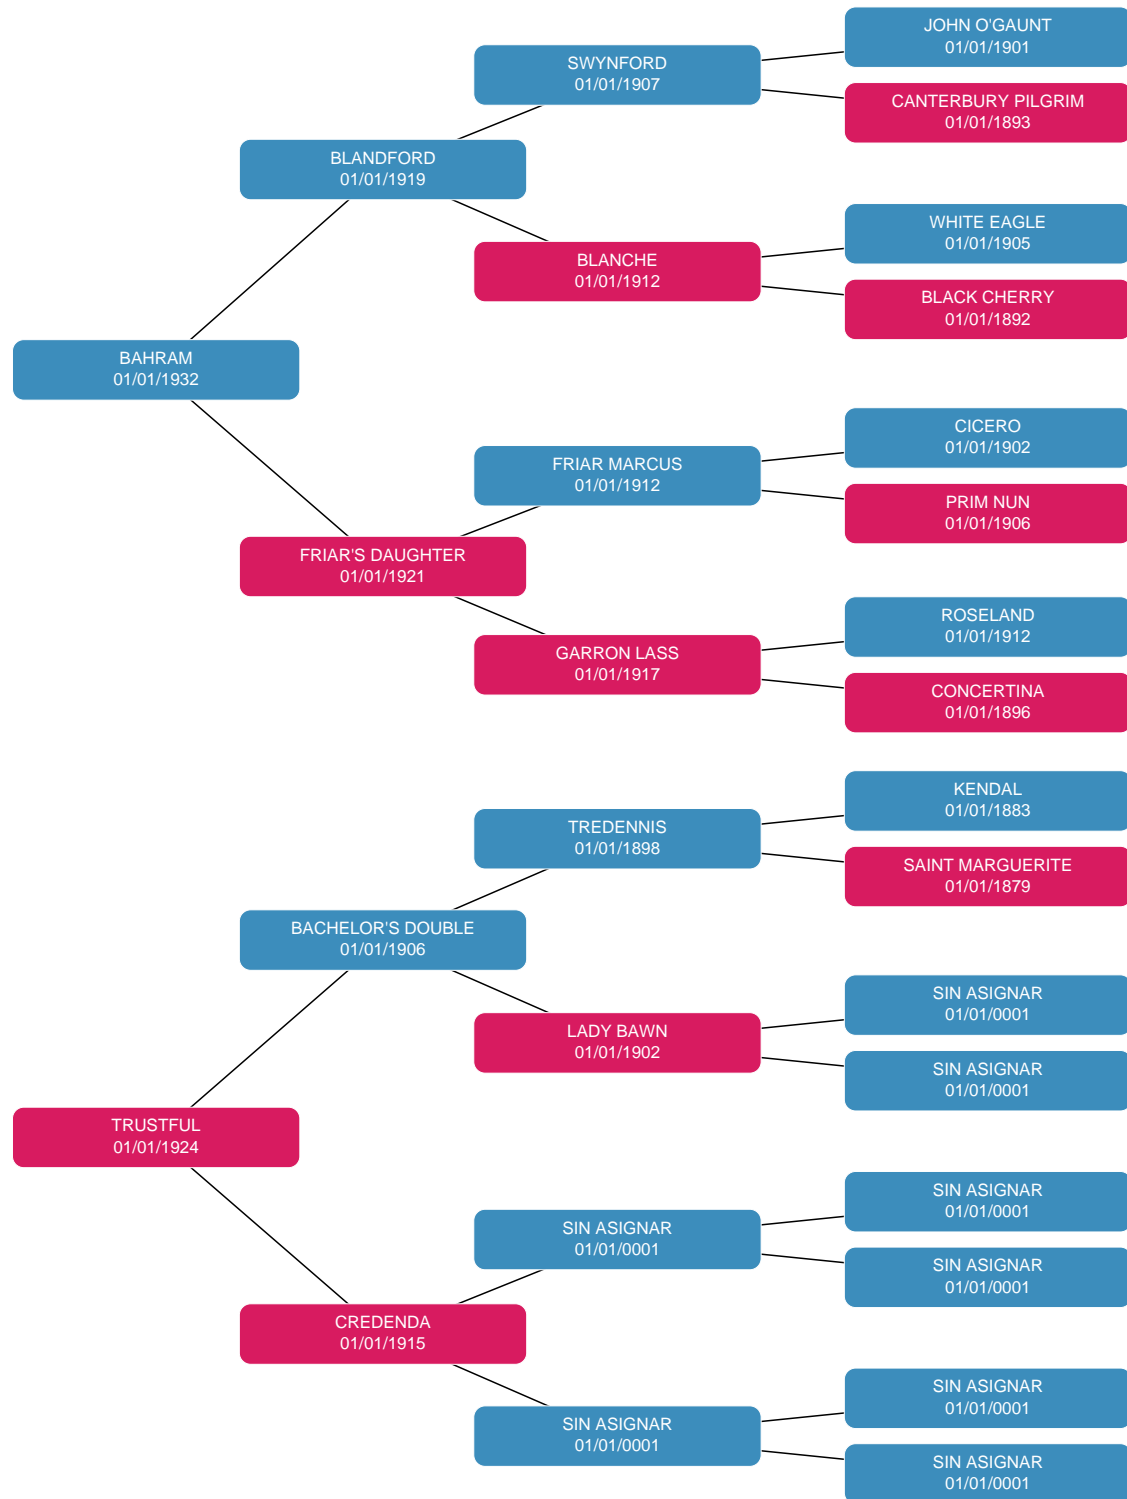 JOHN O'GAUNT
01/01/1901
SWYNFORD
01/01/1907
CANTERBURY PILGRIM
01/01/1893
BLANDFORD
01/01/1919
WHITE EAGLE
01/01/1905
BLANCHE
01/01/1912
BLACK CHERRY
01/01/1892
BAHRAM
01/01/1932
CICERO
01/01/1902
FRIAR MARCUS
01/01/1912
PRIM NUN
01/01/1906
FRIAR'S DAUGHTER
01/01/1921
ROSELAND
01/01/1912
GARRON LASS
01/01/1917
CONCERTINA
01/01/1896
KENDAL
01/01/1883
TREDENNIS
01/01/1898
SAINT MARGUERITE
01/01/1879
BACHELOR'S DOUBLE
01/01/1906
SIN ASIGNAR
01/01/0001
LADY BAWN
01/01/1902
SIN ASIGNAR
01/01/0001
TRUSTFUL
01/01/1924
SIN ASIGNAR
01/01/0001
SIN ASIGNAR
01/01/0001
SIN ASIGNAR
01/01/0001
CREDENDA
01/01/1915
SIN ASIGNAR
01/01/0001
SIN ASIGNAR
01/01/0001
SIN ASIGNAR
01/01/0001